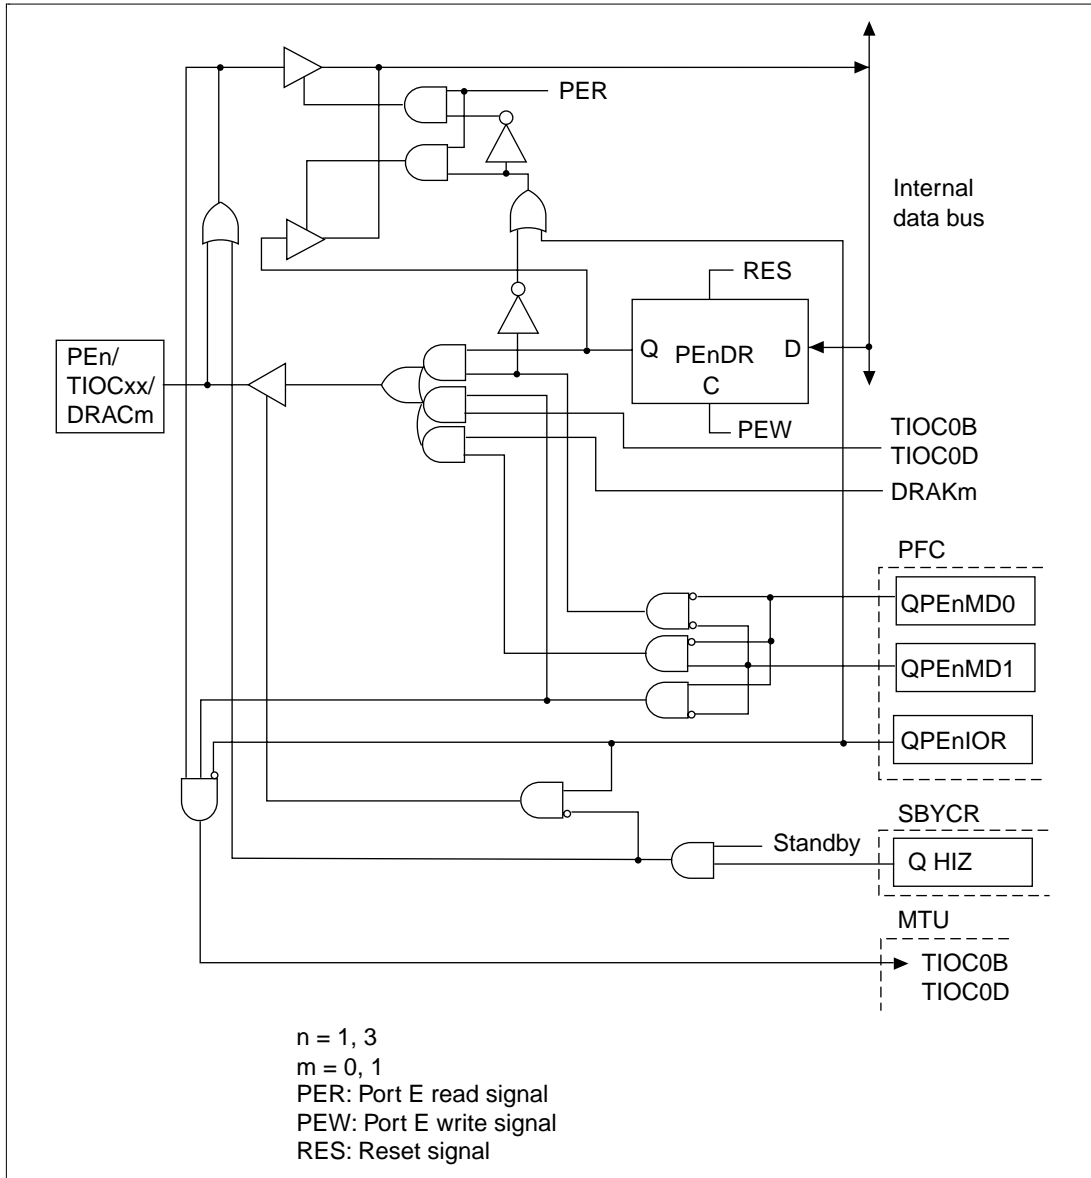 PER
Internal
data bus
RES
Q PEnDR D
C
PEn/
TIOCxx/
DRACm
PEW
TIOC0B
TIOC0D
DRAKm
PFC
QPEnMD0
QPEnMD1
QPEnIOR
SBYCR
Standby
Q HIZ
MTU
TIOC0B
TIOC0D
n = 1, 3
m = 0, 1
PER: Port E read signal
PEW: Port E write signal
RES: Reset signal